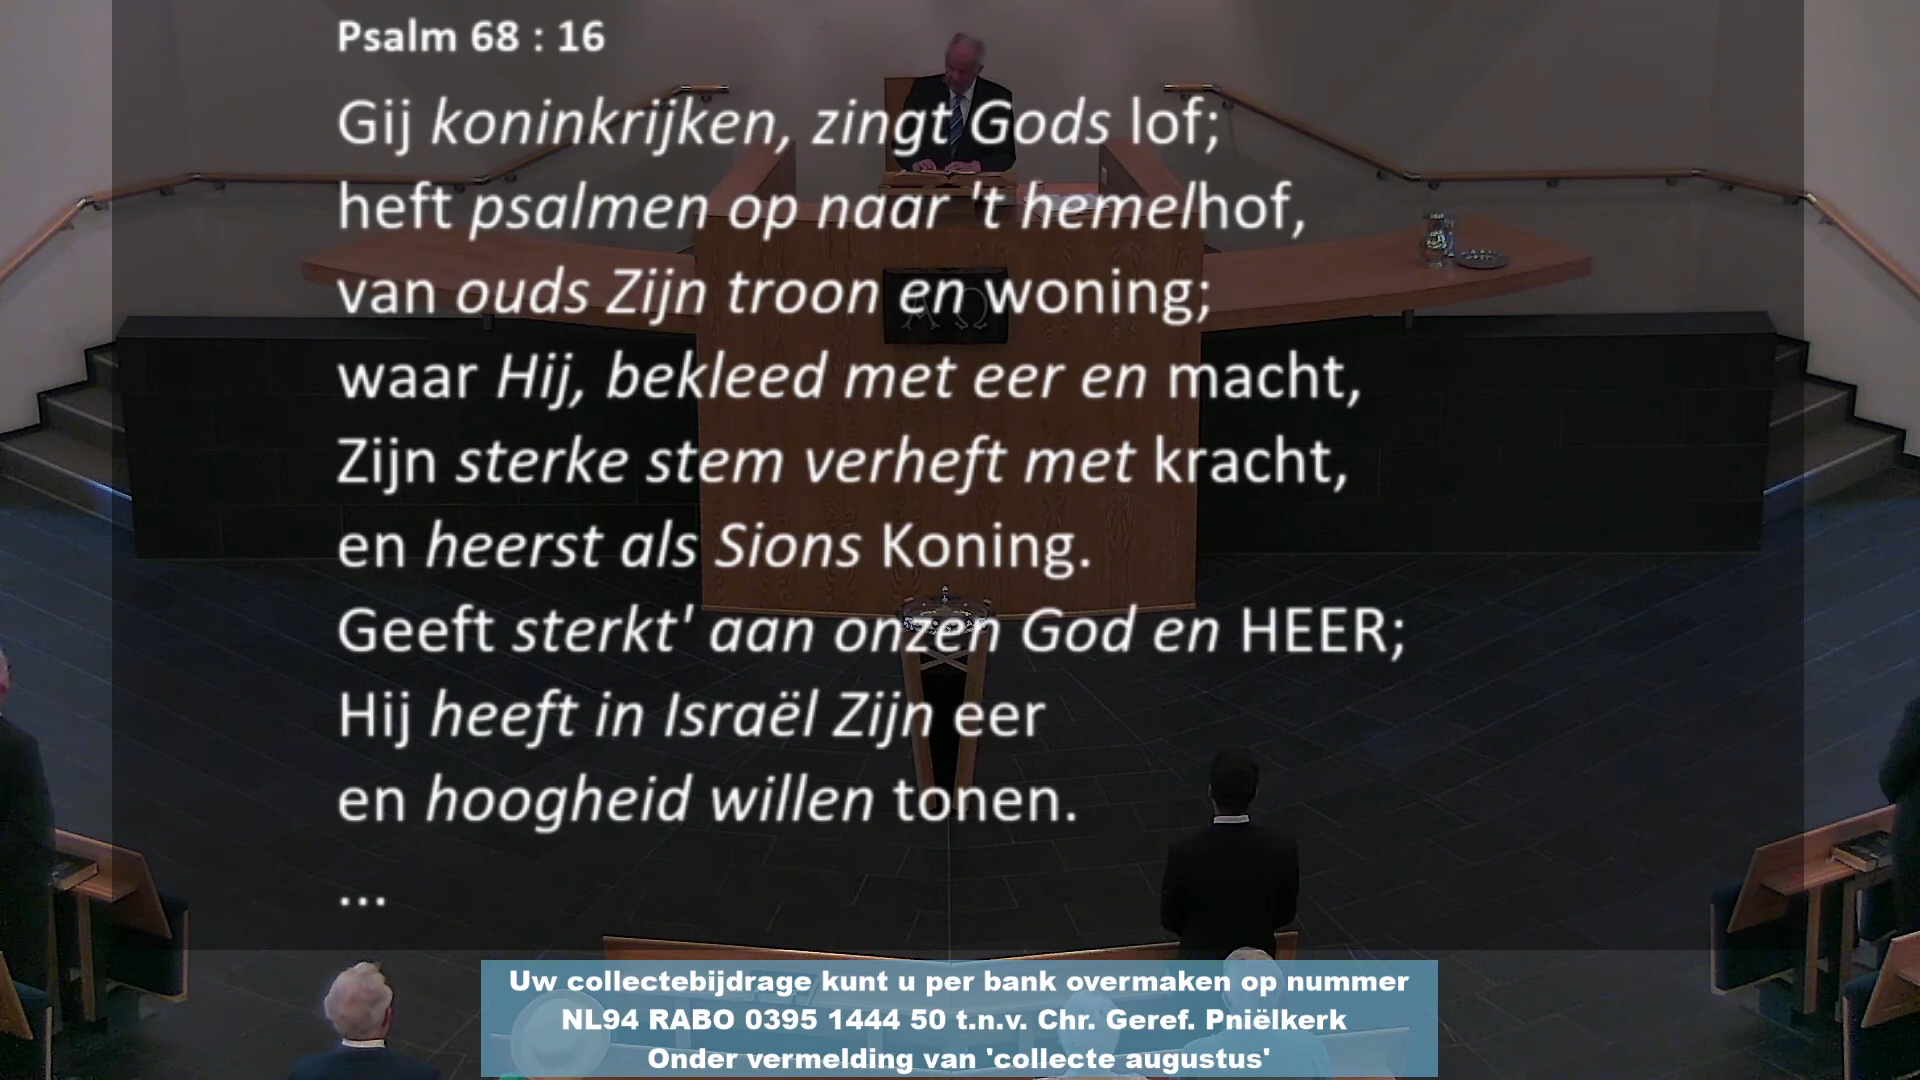 Psalm 68 : 16
Gij koninkrijken, zingt Gods lof;
heft psalmen op naar 't hemelhof,
van ouds Zijn troon en woning;
waar Hij, bekleed met eer en macht,
Zijn sterke stem verheft met kracht,
en heerst als Sions Koning.
Geeft sterkt' aan onzen God en HEER;
Hij heeft in Israël Zijn eer
en hoogheid willen tonen.
...
Α Ω
Uw collectebijdrage kunt u per bank overmaken op nummer
NL94 RABO 0395 1444 50 t.n.v. Chr. Geref. Pniëlkerk
Onder vermelding van 'collecte augustus'